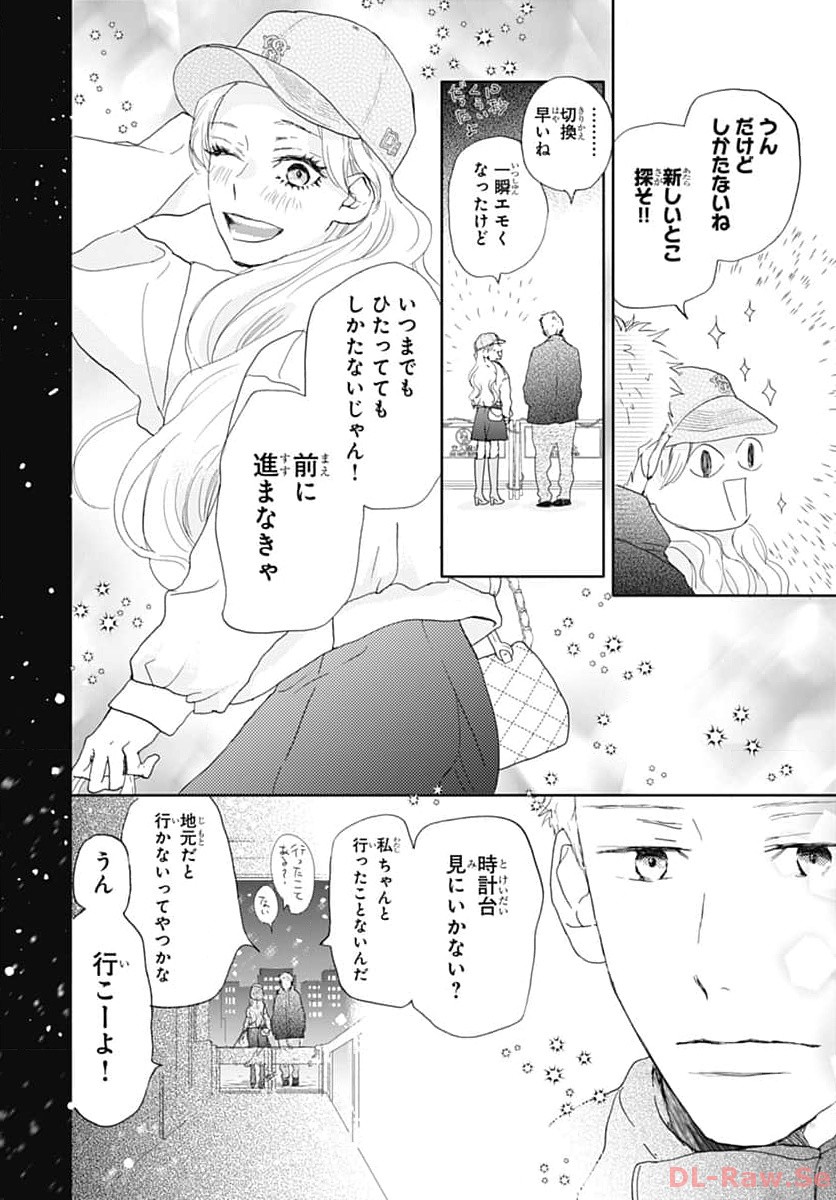 うん
だけど
しかたないね
新しいとこ
探そ!!
………
切換
早いね
一瞬エモく
なったけど
10秒
くらい
だったよ
いつまでも
ひたってても
しかたないじゃん!
前に
進まなきゃ
時計台
見にいかない?
私ちゃんと
行ったことないんだ
行ったこと
ある?
ない
地元だと
行かないってやつかな
うん
行こーよ!
DL-Raw.Se